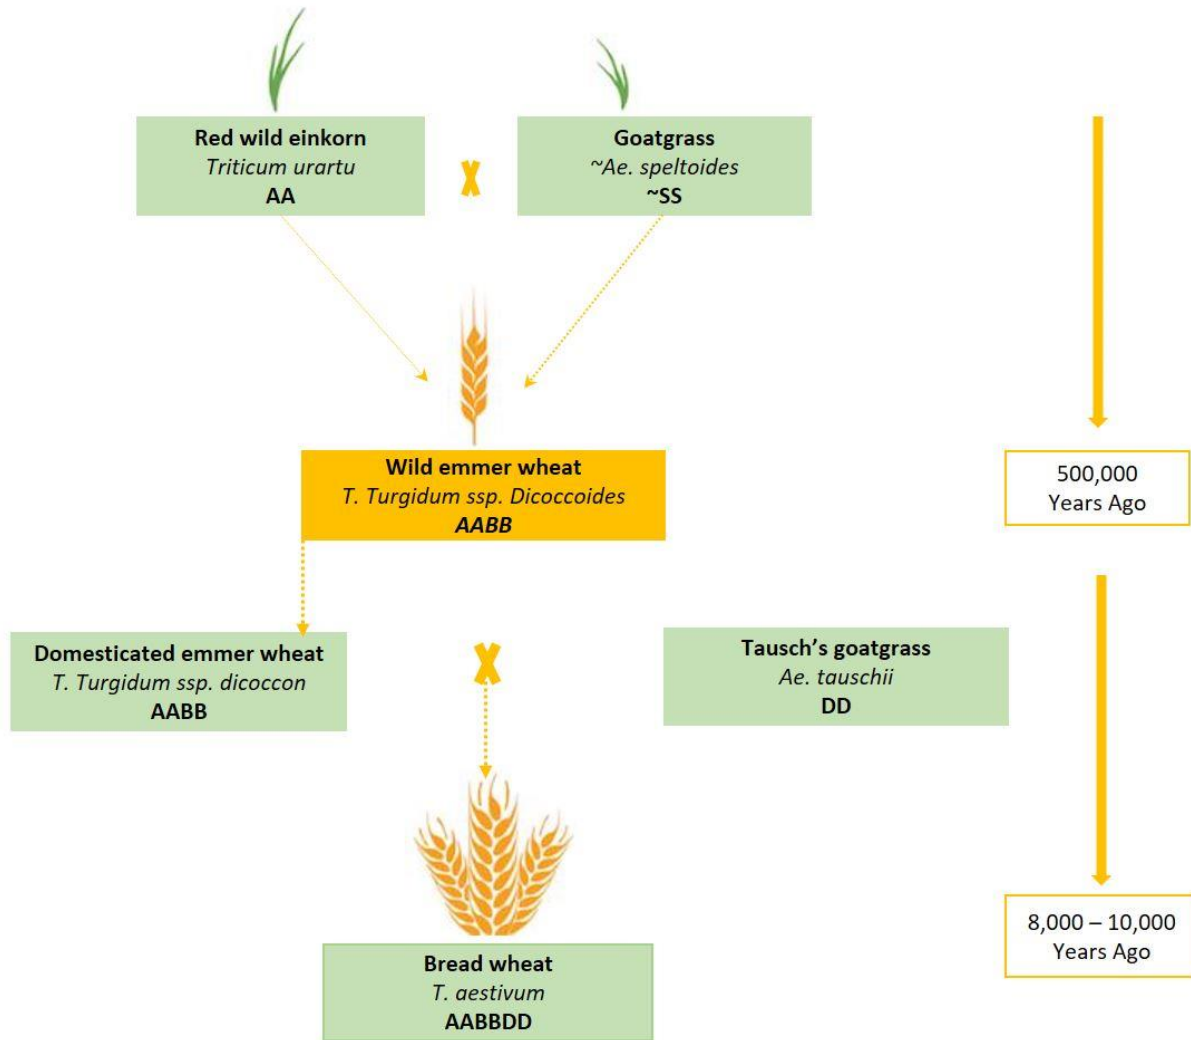 Red wild einkorn
Triticum urartu
AA
Goatgrass
~Ae. speltoides
~SS
Wild emmer wheat
T. Turgidum ssp. Dicoccoides
AABB
500,000
Years Ago
Domesticated emmer wheat
T. Turgidum ssp. dicoccon
AABB
Tausch’s goatgrass
Ae. tauschii
DD
8,000 – 10,000
Years Ago
Bread wheat
T. aestivum
AABBDD